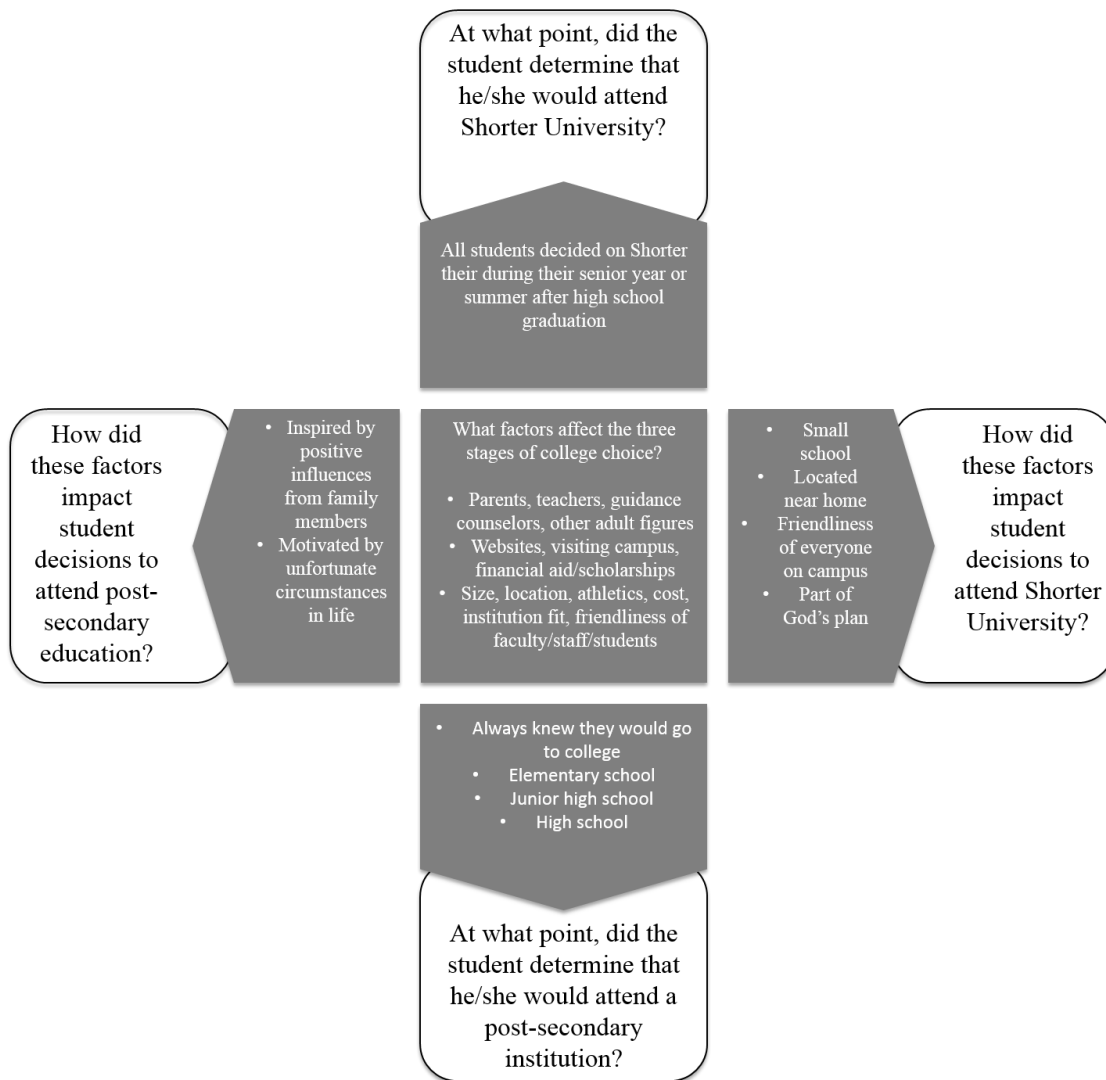 At what point, did the
student determine that
he/she would attend
Shorter University?
All students decided on Shorter
their during their senior year or
summer after high school
graduation
How did
these factors
impact
student
decisions to
attend post-
secondary
education?
• Inspired by
positive
influences
from family
members
• Motivated by
unfortunate
circumstances
in life
What factors affect the three
stages of college choice?
• Parents, teachers, guidance
counselors, other adult figures
• Websites, visiting campus,
financial aid/scholarships
• Size, location, athletics, cost,
institution fit, friendliness of
faculty/staff/students
• Small
school
• Located
near home
• Friendliness
of everyone
on campus
• Part of
God’s plan
How did
these factors
impact
student
decisions to
attend Shorter
University?
• Always knew they would go
to college
• Elementary school
• Junior high school
• High school
At what point, did the
student determine that
he/she would attend a
post-secondary
institution?